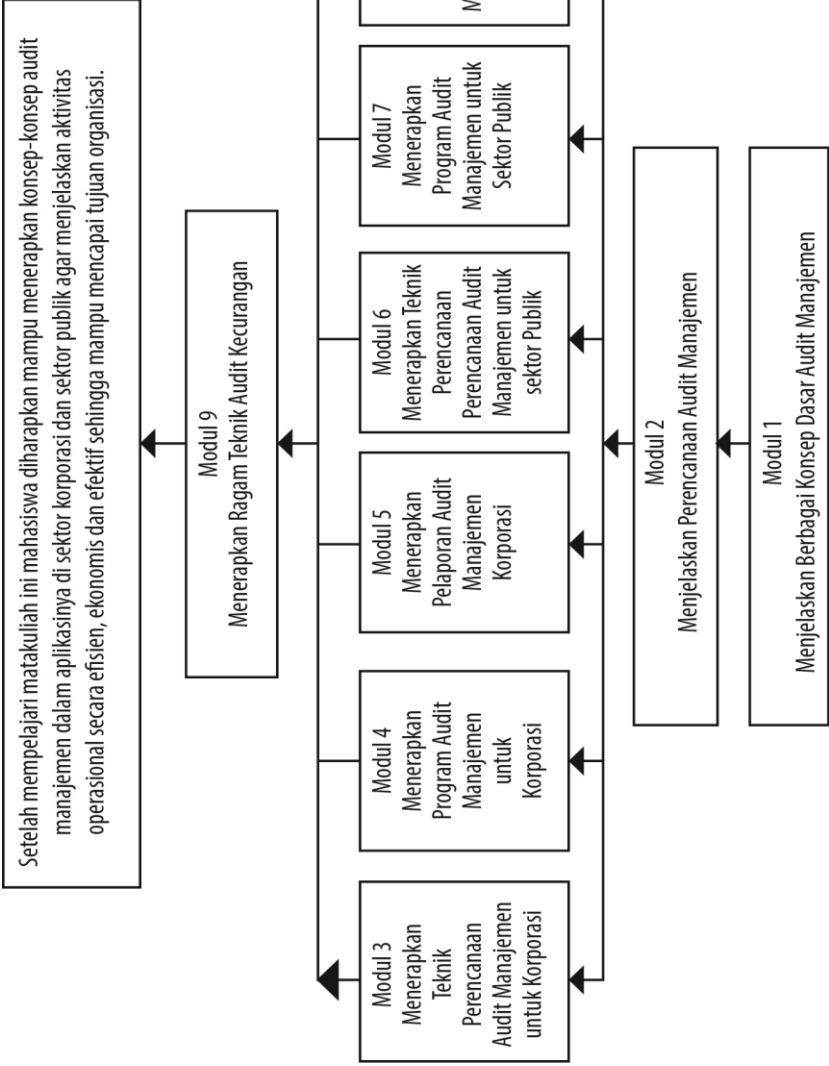 Setelah mempelajari matakuliah ini mahasiswa diharapkan mampu menerapkan konsep-konsep audit
manajemen dalam aplikasinya di sektor korporasi dan sektor publik agar menjelaskan aktivitas
operasional secara efisien, ekonomis dan efektif sehingga mampu mencapai tujuan organisasi.
Modul 9
Menerapkan Ragam Teknik Audit Kecurangan
Modul 3
Menerapkan
Teknik
Perencanaan
Audit Manajemen
untuk Korporasi
Modul 4
Menerapkan
Program Audit
Manajemen
untuk
Korporasi
Modul 5
Menerapkan
Pelaporan Audit
Manajemen
Korporasi
Modul 6
Menerapkan Teknik
Perencanaan
Perencanaan Audit
Manajemen untuk
sektor Publik
Modul 7
Menerapkan
Program Audit
Manajemen untuk
Sektor Publik
Modul 2
Menjelaskan Perencanaan Audit Manajemen
Modul 1
Menjelaskan Berbagai Konsep Dasar Audit Manajemen